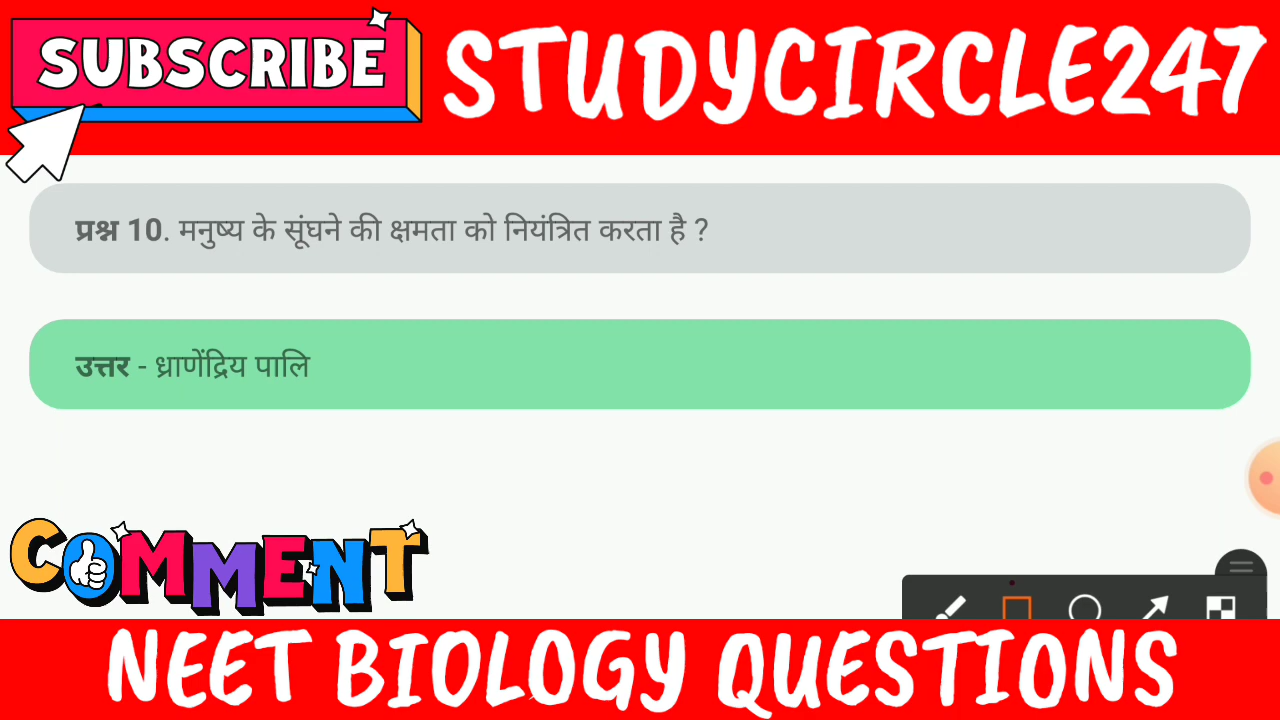 SUBSCRIBE
STUDYCIRCLE247
प्रश्न 10. मनुष्य के सूंघने की क्षमता को नियंत्रित करता है ?
उत्तर - ध्राणेंद्रिय पालि
COMMENT
NEET BIOLOGY QUESTIONS